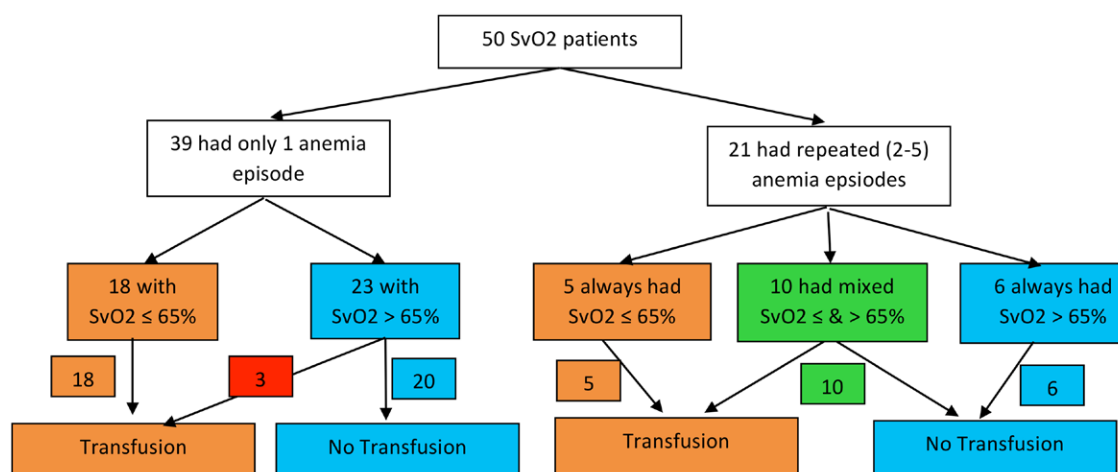 50 SvO2 patients
39 had only 1 anemia
episode
21 had repeated (2-5)
anemia epsiodes
18 with
SvO2 ≤ 65%
23 with
SvO2 > 65%
5 always had
SvO2 ≤ 65%
10 had mixed
SvO2 ≤ & > 65%
6 always had
SvO2 > 65%
18
3
20
5
10
6
Transfusion
No Transfusion
Transfusion
No Transfusion